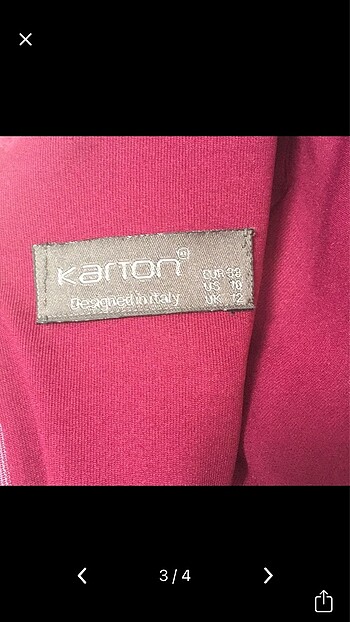 Karton
Designed in italy
EUR 38
US 10
UK 12
3 / 4